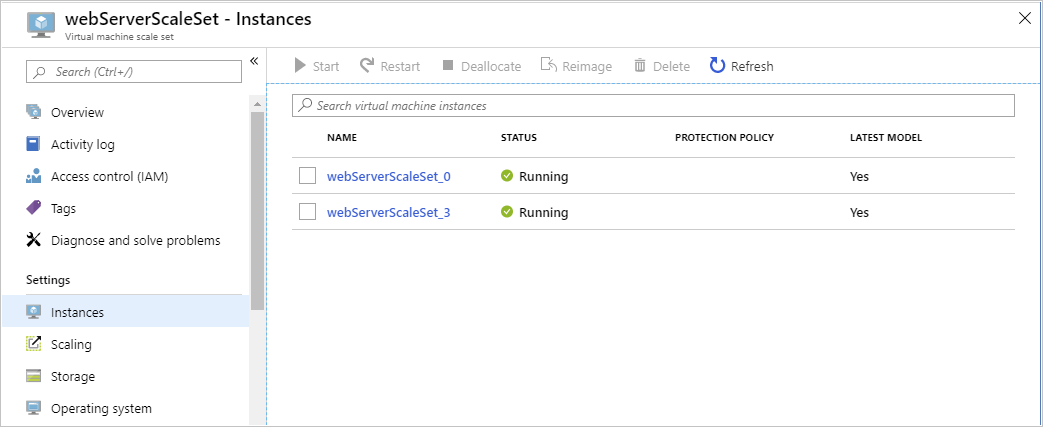 webServerScaleSet - Instances
Virtual machine scale set
Search (Ctrl+/)
«
Overview
Activity log
Access control (IAM)
Tags
Diagnose and solve problems
Settings
Instances
Scaling
Storage
Operating system
Start Restart Deallocate Reimage Delete Refresh
Search virtual machine instances
NAME STATUS PROTECTION POLICY LATEST MODEL
webServerScaleSet_0 Running Yes
webServerScaleSet_3 Running Yes